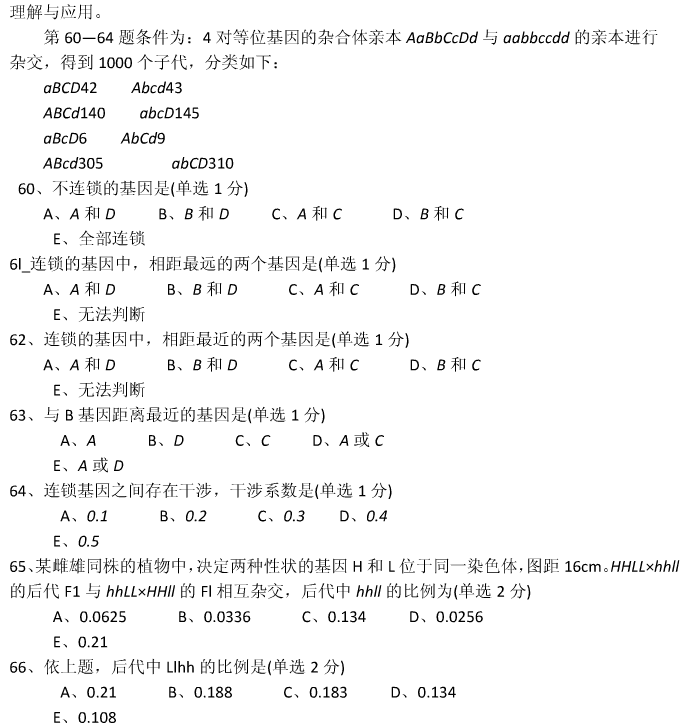 理解与应用。
第 60—64 题条件为：4 对等位基因的杂合体亲本 AaBbCcDd 与 aabbccdd 的亲本进行
杂交，得到 1000 个子代，分类如下：
aBCD42 Abcd43
ABCd140 abcD145
aBcD6 AbCd9
ABcd305 abCD310
60、不连锁的基因是(单选 1 分)
A、A 和 D B、B 和 D C、A 和 C D、B 和 C
E、全部连锁
6l_连锁的基因中，相距最远的两个基因是(单选 1 分)
A、A 和 D B、B 和 D C、A 和 C D、B 和 C
E、无法判断
62、连锁的基因中，相距最近的两个基因是(单选 1 分)
A、A 和 D B、B 和 D C、A 和 C D、B 和 C
E、无法判断
63、与 B 基因距离最近的基因是(单选 1 分)
A、A B、D C、C D、A 或 C
E、A 或 D
64、连锁基因之间存在干涉，干涉系数是(单选 1 分)
A、0.1 B、0.2 C、0.3 D、0.4
E、0.5
65、某雌雄同株的植物中，决定两种性状的基因 H 和 L 位于同一染色体，图距 16cm。HHLL×hhll
的后代 F1 与 hhLL×HHll 的 Fl 相互杂交，后代中 hhll 的比例为(单选 2 分)
A、0.0625 B、0.0336 C、0.134 D、0.0256
E、0.21
66、依上题，后代中 Llhh 的比例是(单选 2 分)
A、0.21 B、0.188 C、0.183 D、0.134
E、0.108